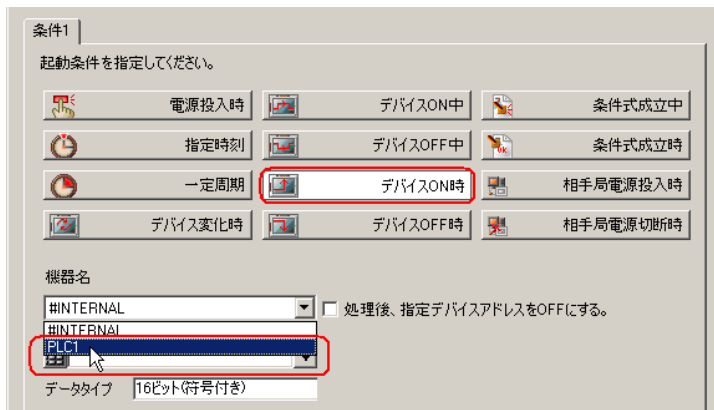 条件1
起動条件を指定してください。
電源投入時
デバイスON中
条件式成立中
指定時刻
デバイスOFF中
条件式成立時
一定周期
デバイスON時
相手局電源投入時
デバイス変化時
デバイスOFF時
相手局電源切断時
機器名
#INTERNAL
処理後、指定デバイスアドレスをOFFにする。
#INTERNAL
PLC1
データタイプ 16ビット(符号付き)